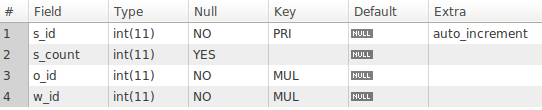 # Field Type Null Key Default Extra
1 s_id int(11) NO PRI NULL auto_increment
2 s_count int(11) YES NULL
3 o_id int(11) NO MUL NULL
4 w_id int(11) NO MUL NULL